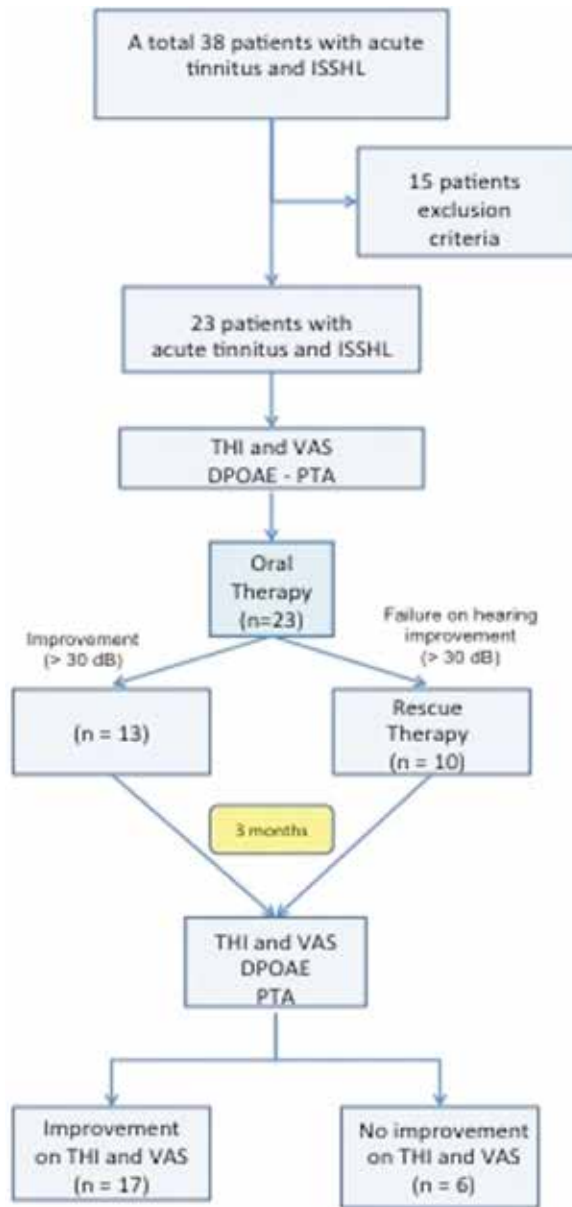 A total 38 patients with acute
tinnitus and ISSHL
15 patients
exclusion
criteria
23 patients with
acute tinnitus and ISSHL
THI and VAS
DPOAE - PTA
Oral
Therapy
(n=23)
Improvement
(> 30 dB)
Failure on hearing
improvement
(> 30 dB)
(n = 13)
Rescue
Therapy
(n = 10)
3 months
THI and VAS
DPOAE
PTA
Improvement
on THI and VAS
(n = 17)
No improvement
on THI and VAS
(n = 6)